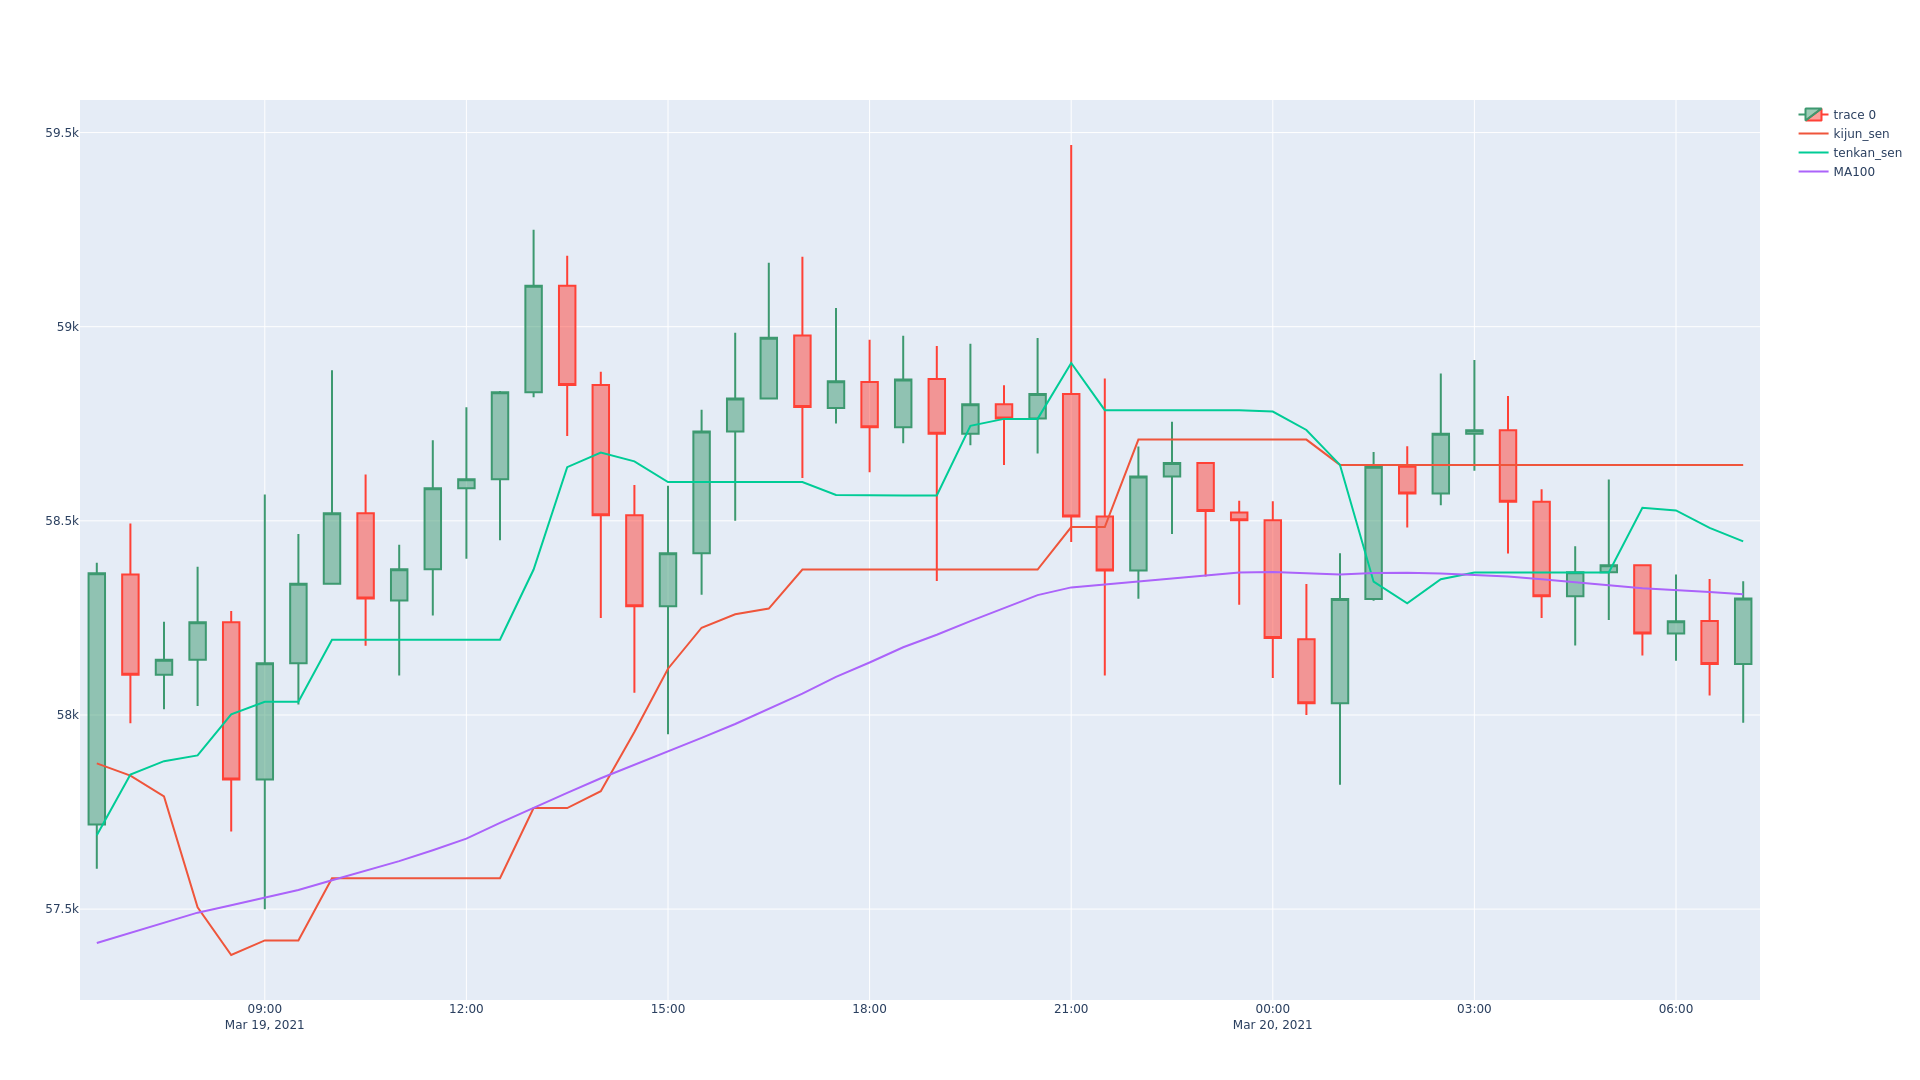 59.5k
59k
58.5k
58k
57.5k
09:00
Mar 19, 2021
12:00
15:00
18:00
21:00
00:00
Mar 20, 2021
03:00
06:00
trace 0
kijun_sen
tenkan_sen
MA100